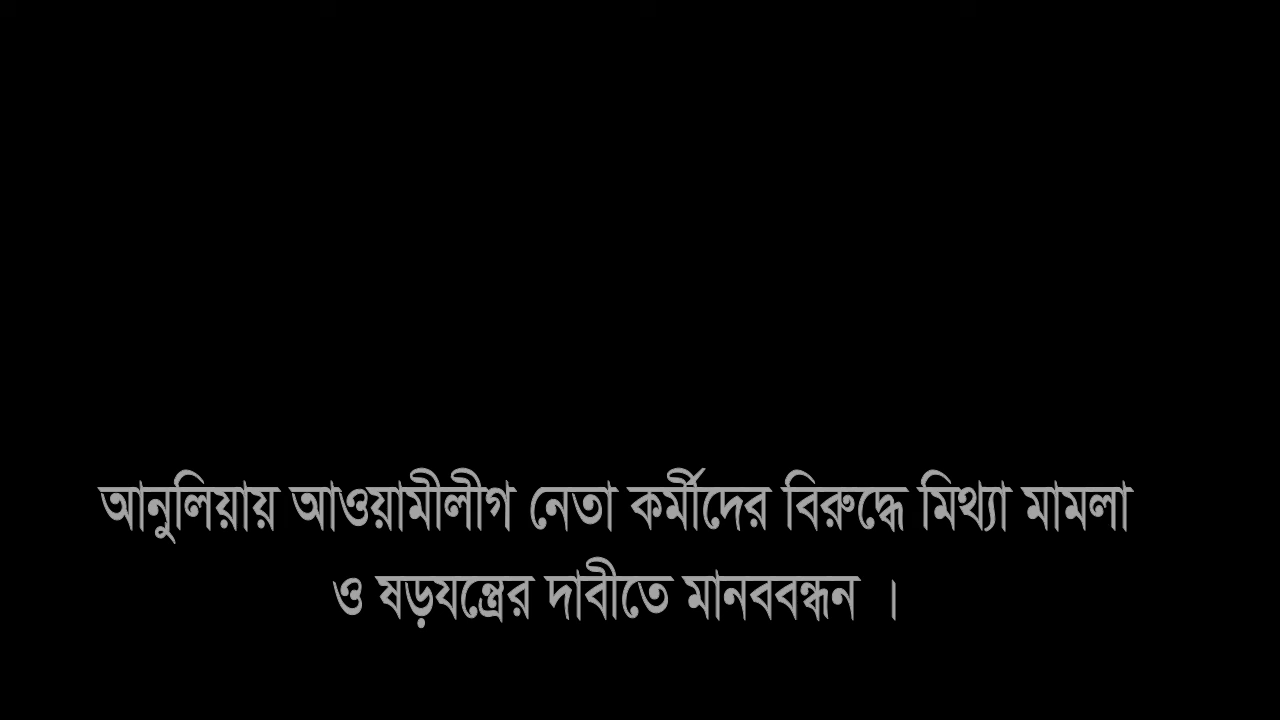 আনুলিয়ায় আওয়ামীলীগ নেতা কর্মীদের বিরুদ্ধে মিথ্যা মামলা
ও ষড়যন্ত্রের দাবীতে মানববন্ধন ।